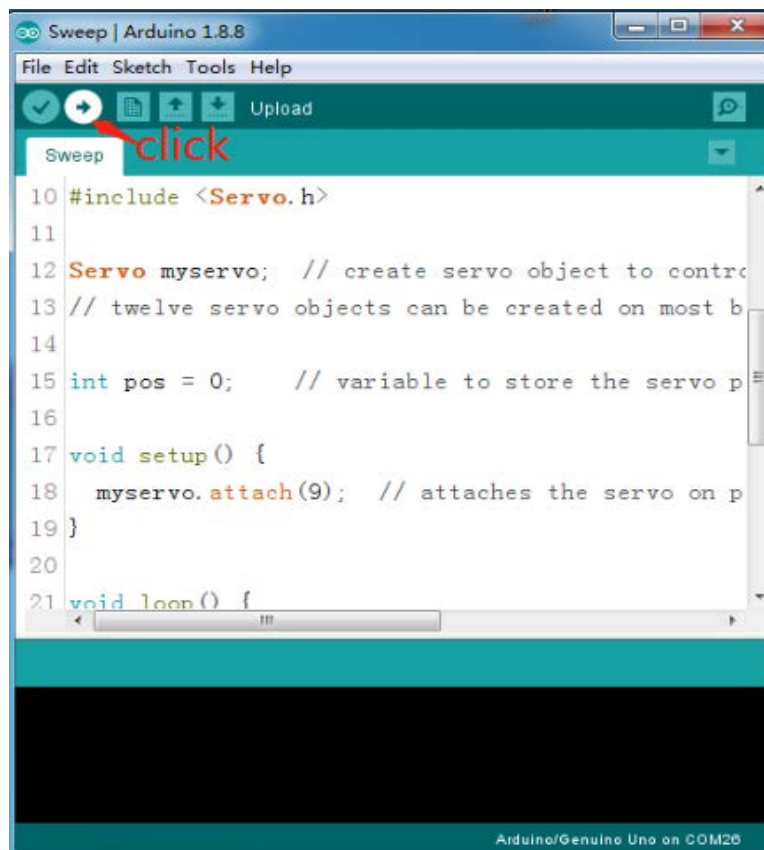 Sweep | Arduino 1.8.8
File Edit Sketch Tools Help
Upload
click
Sweep
10 #include <Servo.h>
11
12 Servo myservo;  // create servo object to contro
13 // twelve servo objects can be created on most b
14
15 int pos = 0;    // variable to store the servo p
16
17 void setup() {
18   myservo.attach(9);  // attaches the servo on p
19 }
20
21 void loop() {
Arduino/Genuino Uno on COM26